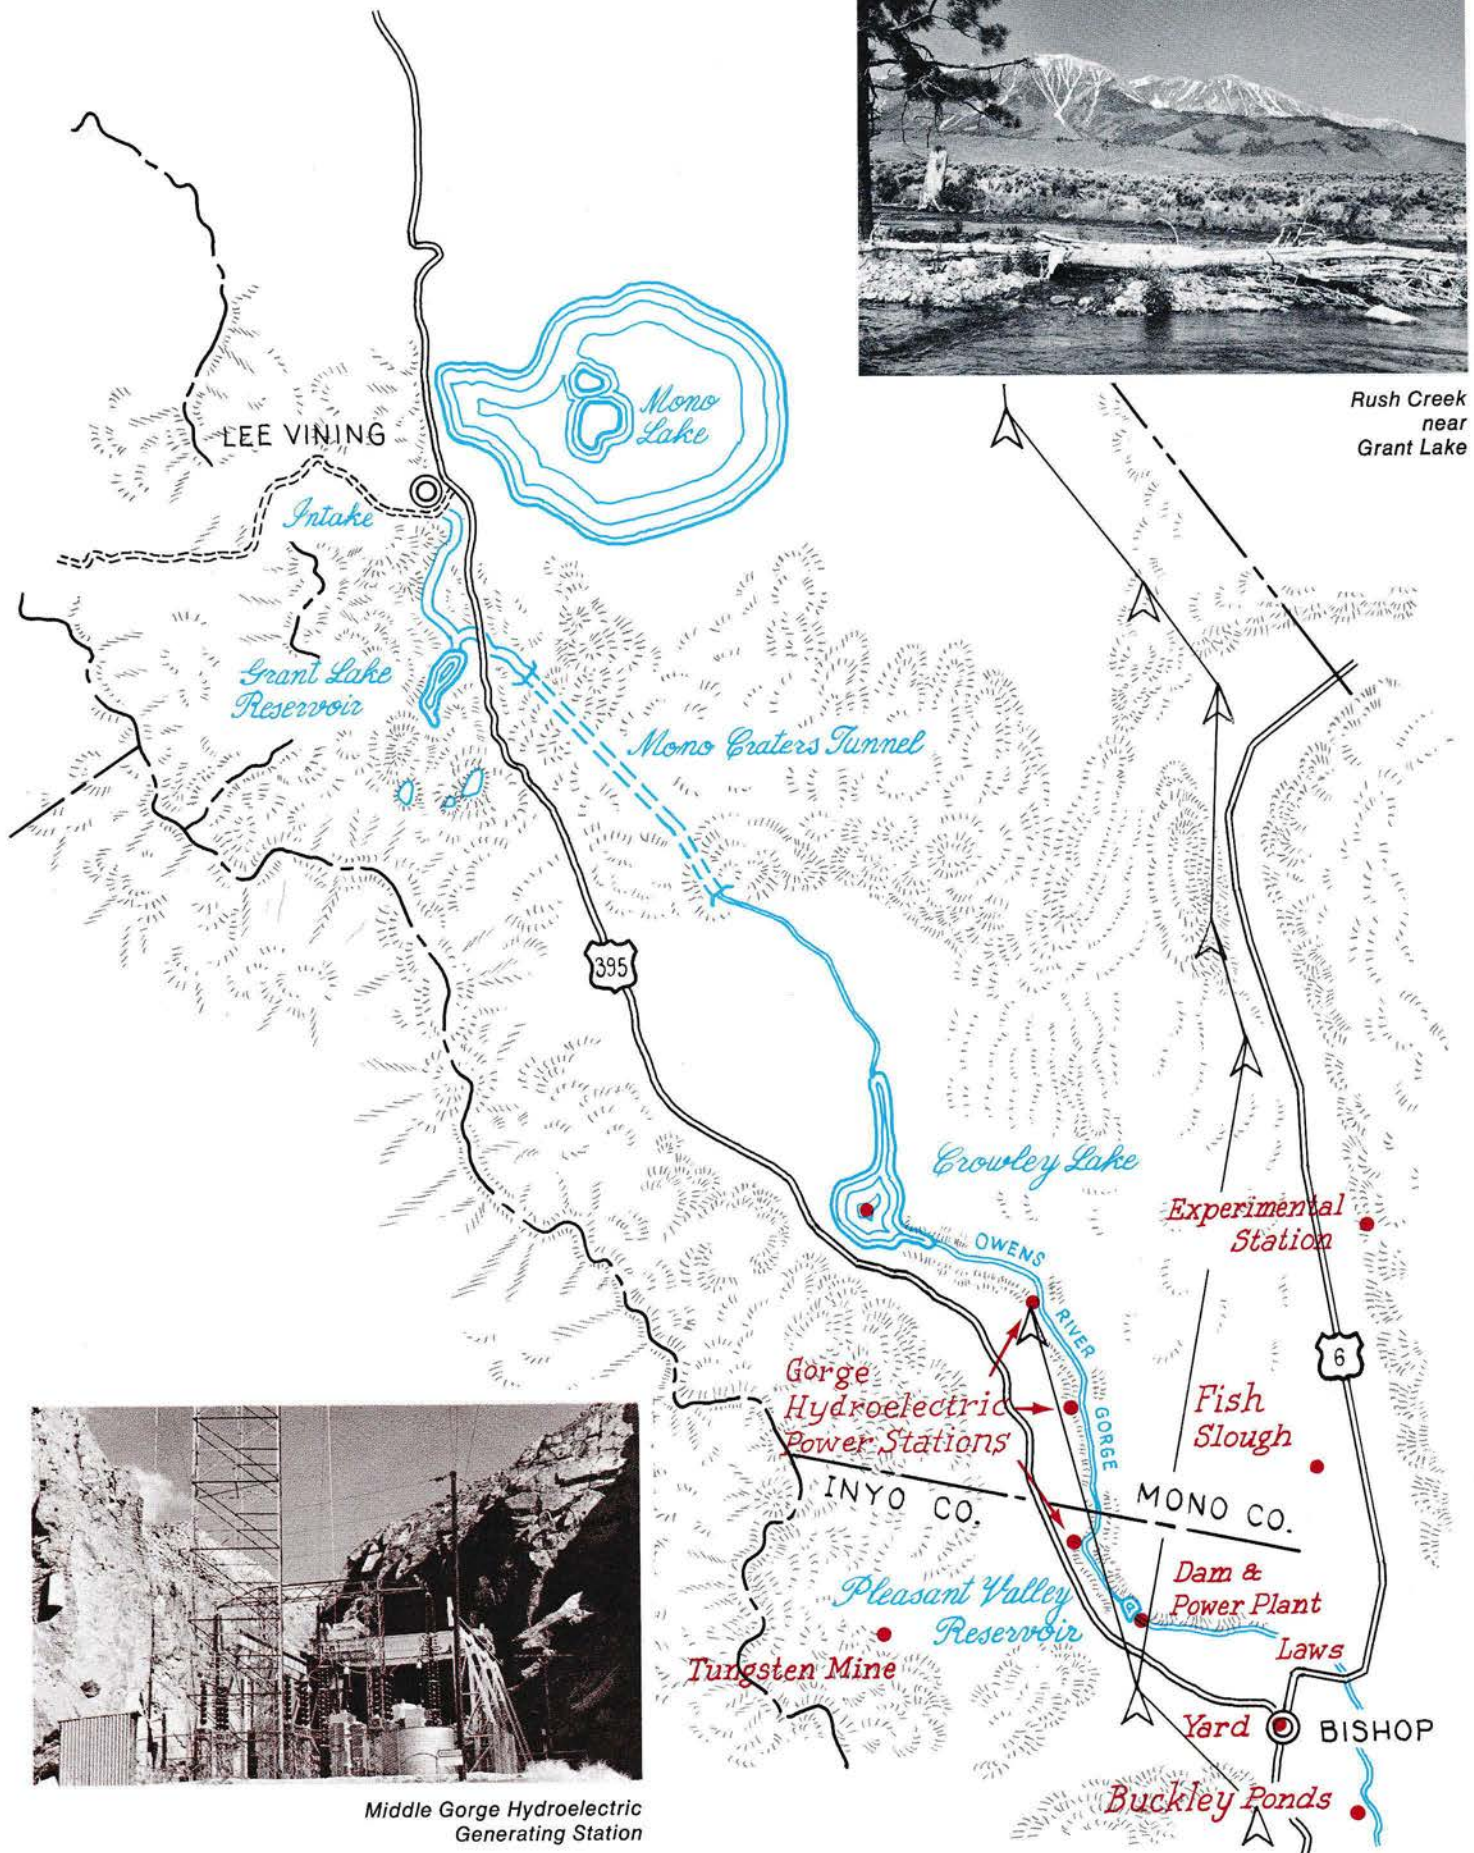 Rush Creek
near
Grant Lake
Mono
Lake
LEE VINING
Intake
Grant Lake
Reservoir
Mono Craters Tunnel
395
Crowley Lake
Experimental
Station
OWENS
RIVER
GORGE
6
Gorge
Hydroelectric
Power Stations
Fish
Slough
INYO CO.
MONO CO.
Dam &
Power Plant
Pleasant Valley
Reservoir
Laws
Tungsten Mine
Yard
BISHOP
Buckley Ponds
Middle Gorge Hydroelectric
Generating Station